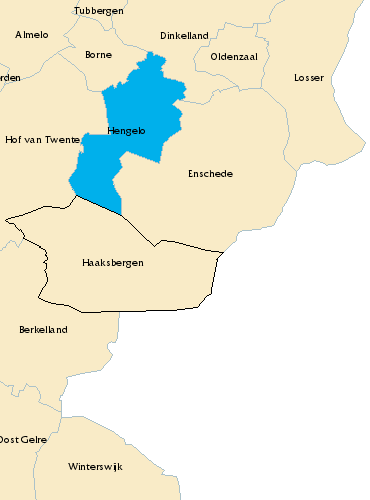 Tubbergen
Almelo
Dinkelland
Borne
Oldenzaal
rden
Losser
Hengelo
Hof van Twente
Enschede
Haaksbergen
Berkelland
Oost Gelre
Winterswijk